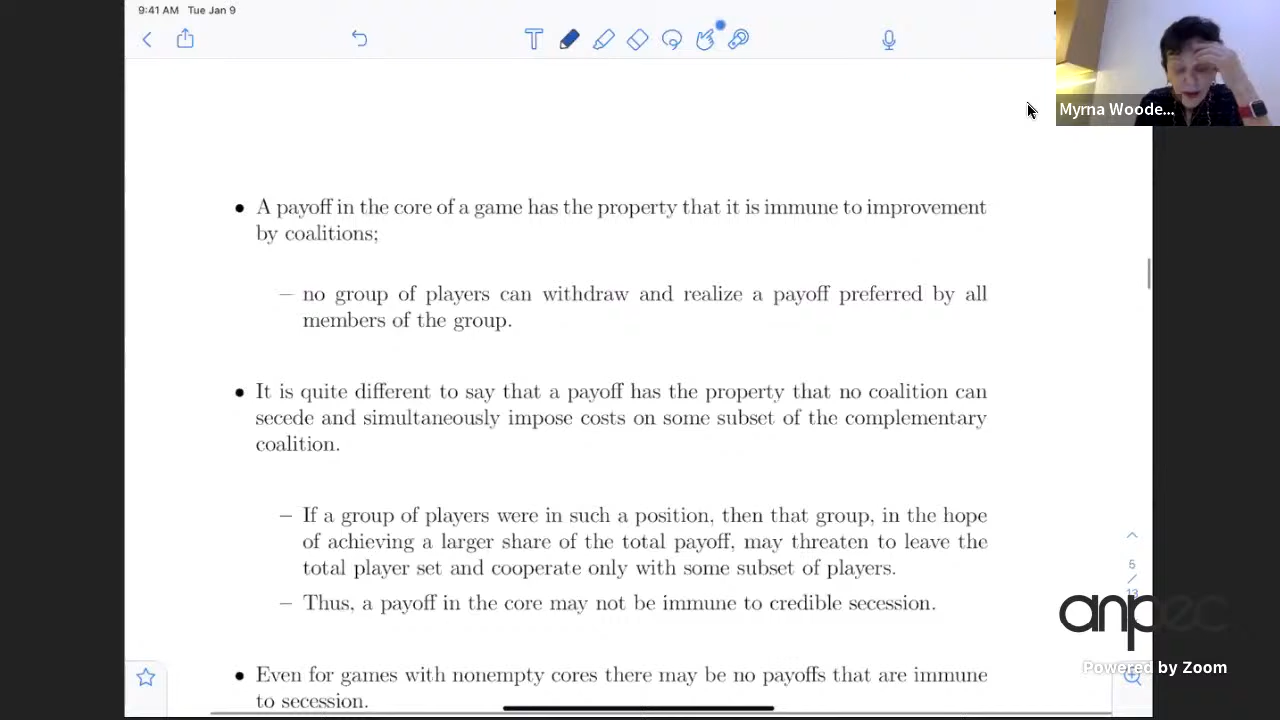 9:41 AM Tue Jan 9
Myrna Woode...
• A payoff in the core of a game has the property that it is immune to improvement
by coalitions;
– no group of players can withdraw and realize a payoff preferred by all
members of the group.
• It is quite different to say that a payoff has the property that no coalition can
secede and simultaneously impose costs on some subset of the complementary
coalition.
– If a group of players were in such a position, then that group, in the hope
of achieving a larger share of the total payoff, may threaten to leave the
total player set and cooperate only with some subset of players.
– Thus, a payoff in the core may not be immune to credible secession.
• Even for games with nonempty cores there may be no payoffs that are immune
to secession.
5
/
13
anpec
Powered by Zoom